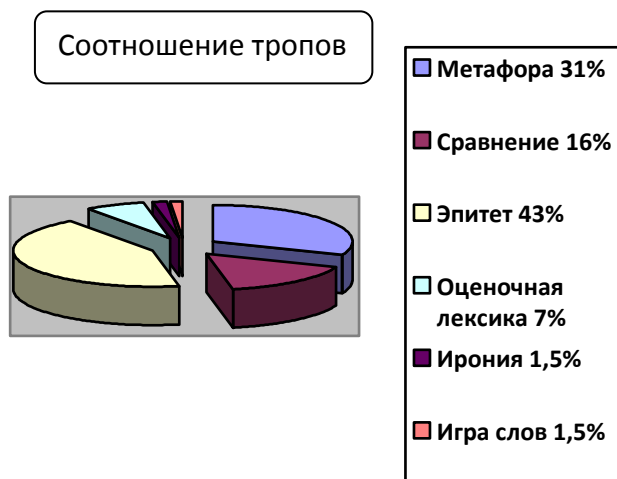 Соотношение тропов
Метафора 31%
Сравнение 16%
Эпитет 43%
Оценочная
лексика 7%
Ирония 1,5%
Игра слов 1,5%